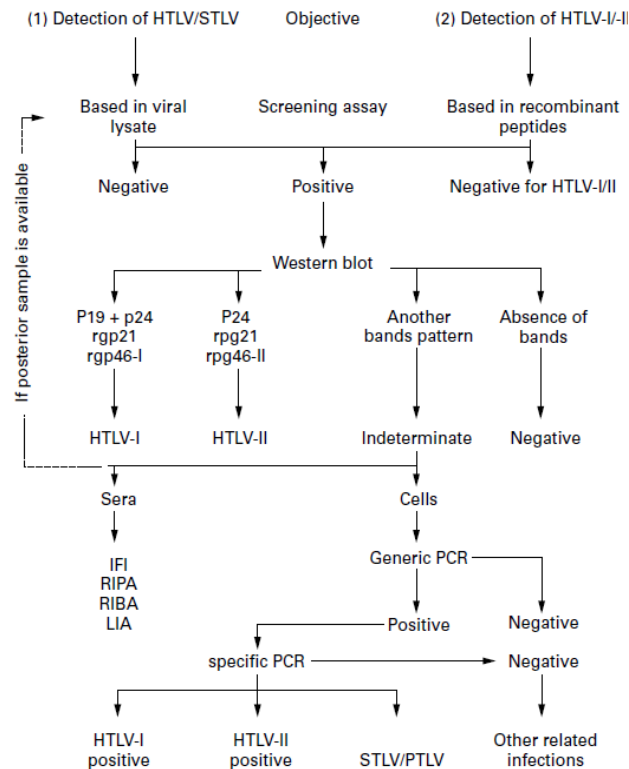 (1) Detection of HTLV/STLV Objective (2) Detection of HTLV-I/-II
Based in viral Screening assay Based in recombinant
lysate peptides
If posterior sample is available
Negative Positive Negative for HTLV-I/II
Western blot
P19 + p24 P24 Another Absence of
rgp21 rpg21 bands pattern bands
rgp46-I rpg46-II
HTLV-I HTLV-II Indeterminate Negative
Sera Cells
IFI Generic PCR
RIPA
RIBA
LIA Positive Negative
specific PCR Negative
HTLV-I HTLV-II STLV/PTLV Other related
positive positive infections